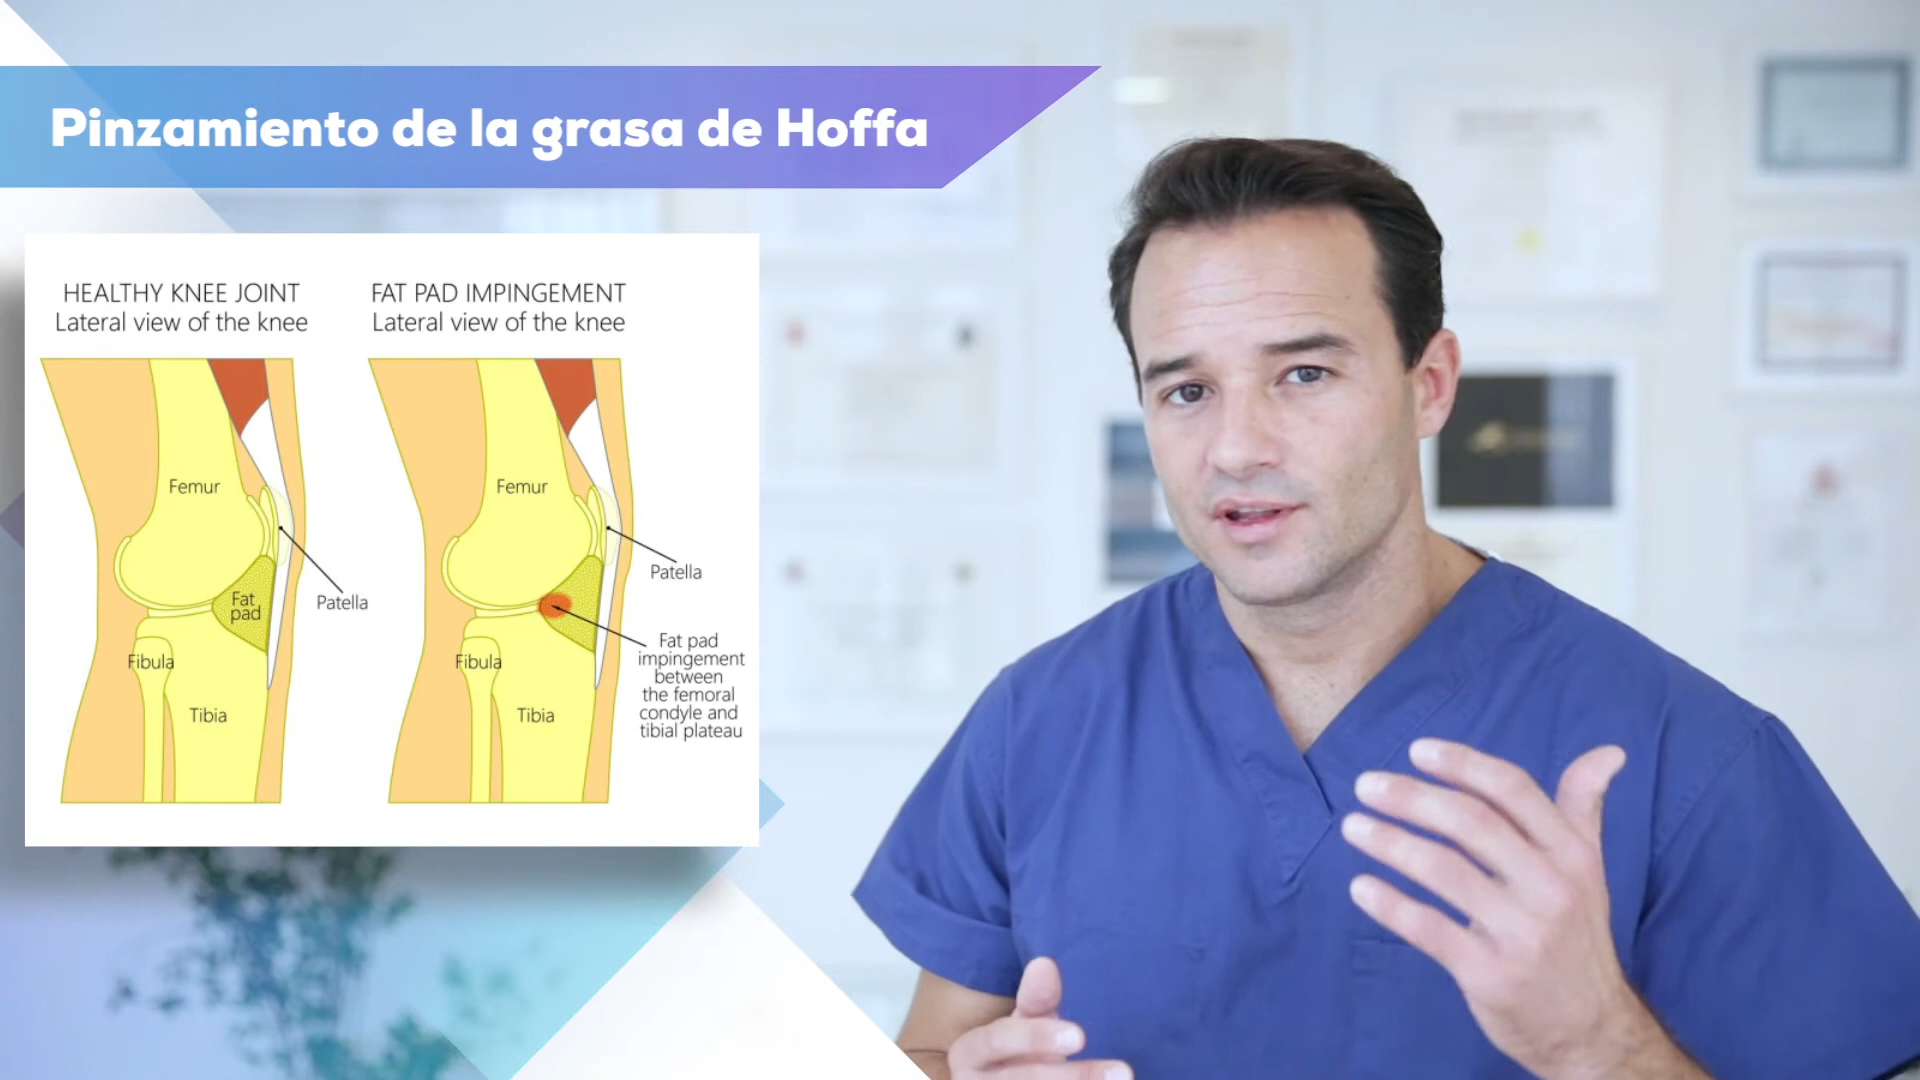 Pinzamiento de la grasa de Hoffa
HEALTHY KNEE JOINT
Lateral view of the knee
Femur
Fat
pad
Patella
Fibula
Tibia
FAT PAD IMPINGEMENT
Lateral view of the knee
Femur
Patella
Fat pad
impingement
between
the femoral
condyle and
tibial plateau
Fibula
Tibia